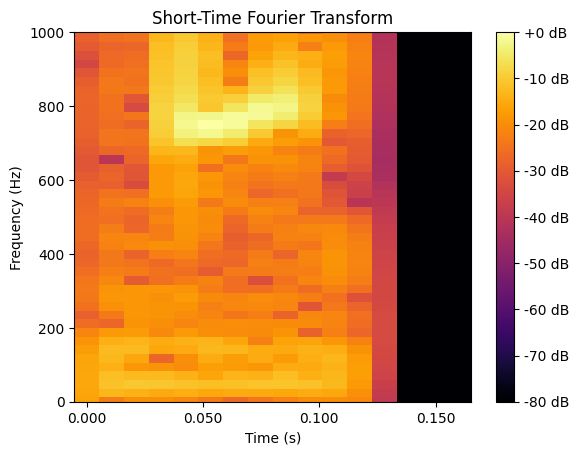 Short-Time Fourier Transform
1000
800
600
400
200
0
Frequency (Hz)
0.000
0.050
0.100
0.150
Time (s)
+0 dB
-10 dB
-20 dB
-30 dB
-40 dB
-50 dB
-60 dB
-70 dB
-80 dB